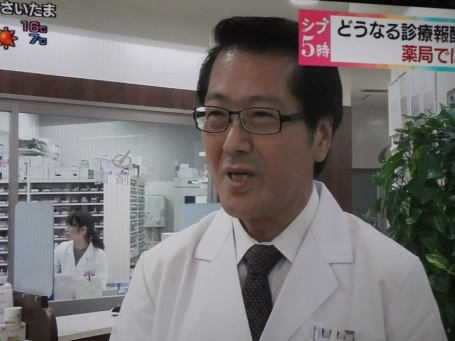 さいたま
16℃
7℃
シブ
5時
どうなる診療報酬
薬局では